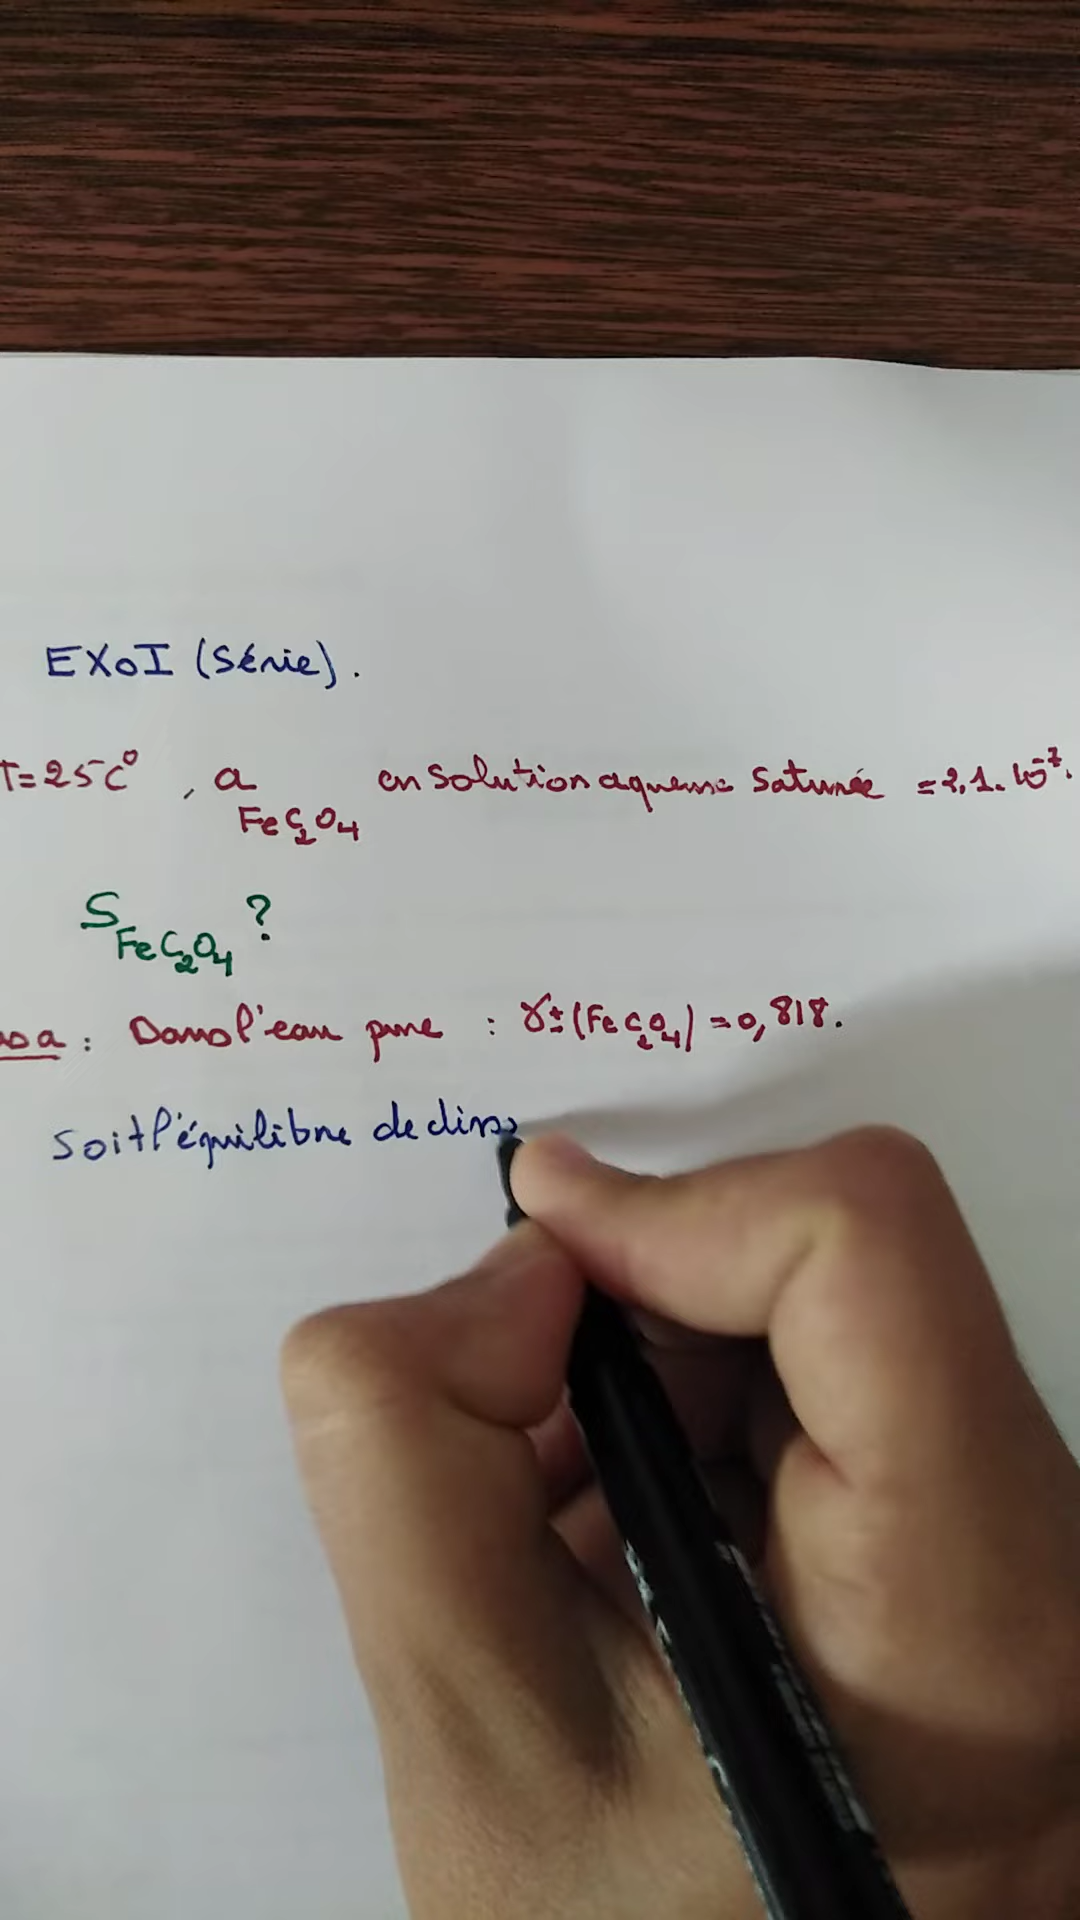 EXOI (Série).
T=25C°, a FeC2O4 en solution aqueuse saturée = 2,1.10^-7.
S FeC2O4 ?
as a : Dans l'eau pure : γ± (FeC2O4) = 0,818.
Soit l'équilibre de diss